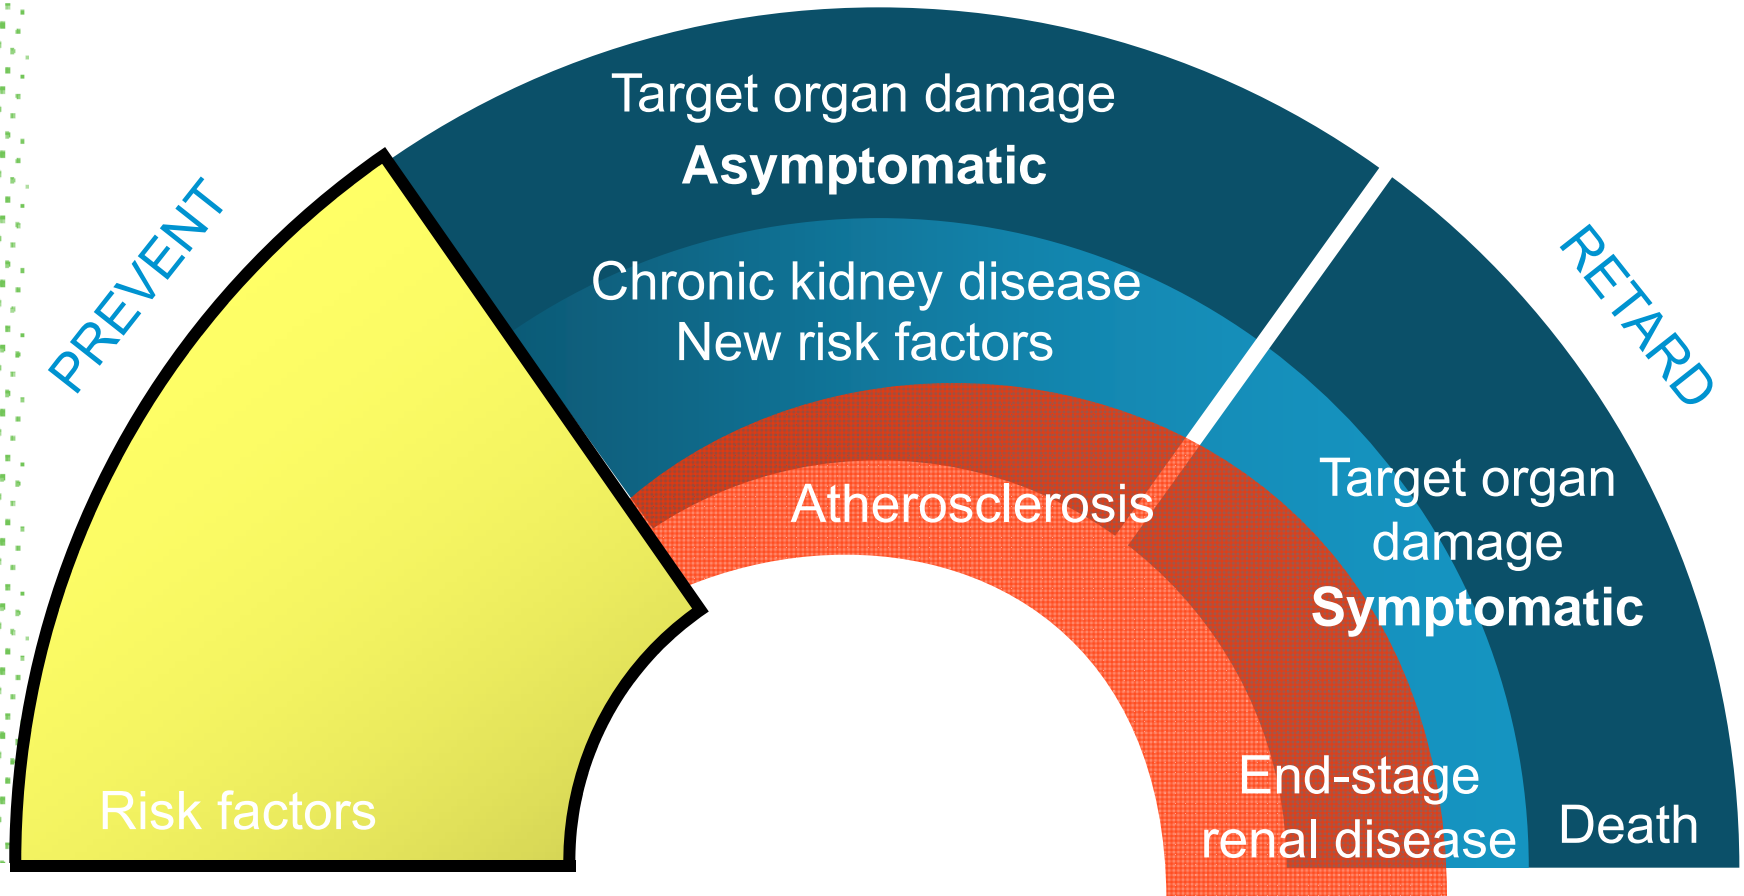 PREVENT
Risk factors
Target organ damage
Asymptomatic
Chronic kidney disease
New risk factors
Atherosclerosis
RETARD
Target organ
damage
Symptomatic
End-stage
renal disease
Death